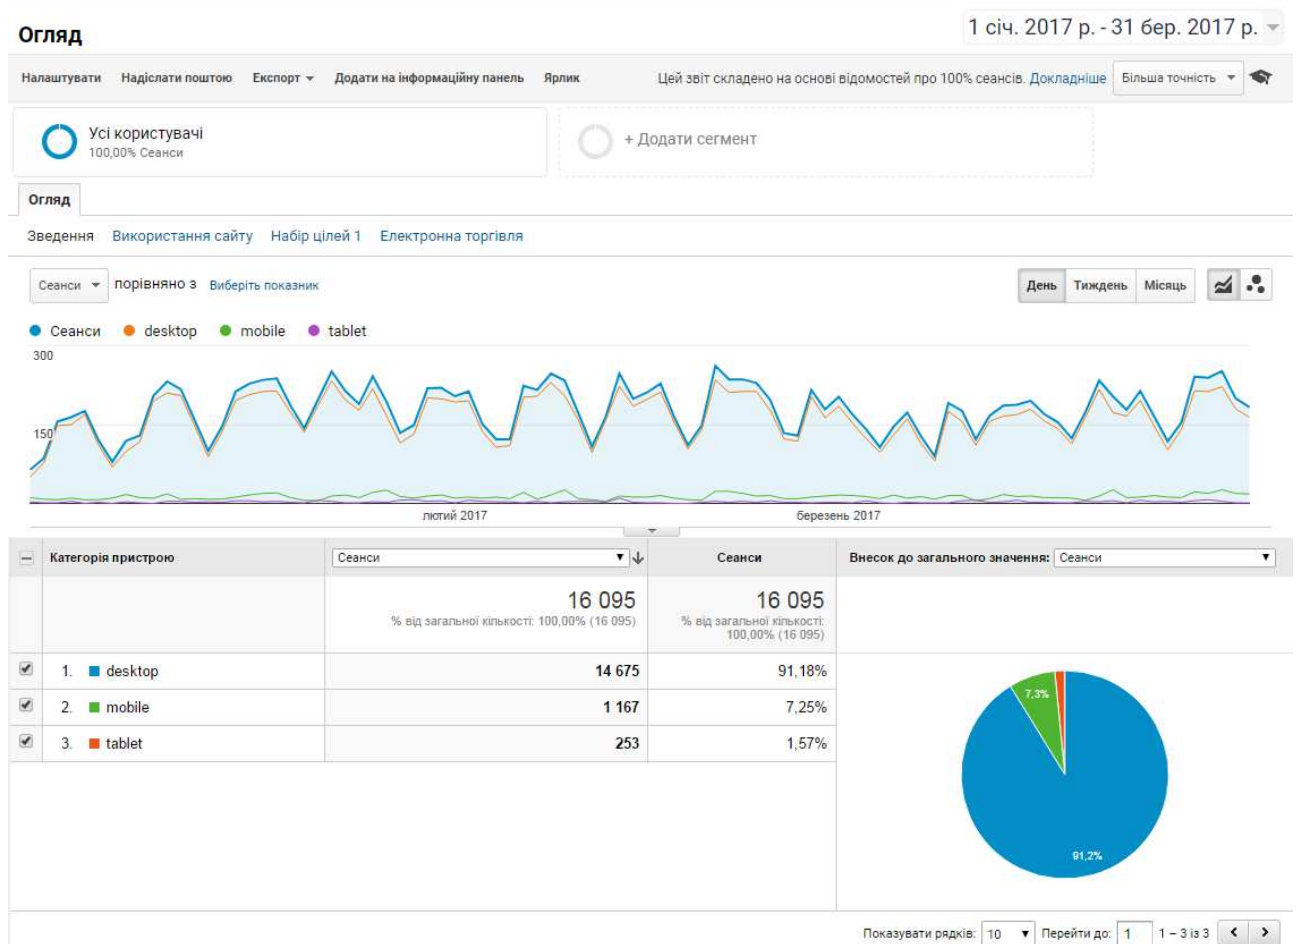 Огляд
1 січ. 2017 р. - 31 бер. 2017 р.
Налаштувати Надіслати поштою Експорт Додати на інформаційну панель Ярлик Цей звіт складено на основі відомостей про 100% сеансів. Докладніше Більша точність
Усі користувачі
100,00% Сеанси
+ Додати сегмент
Огляд
Зведення Використання сайту Набір цілей 1 Електронна торгівля
Сеанси порівняно з Виберіть показник День Тиждень Місяць
Сеанси desktop mobile tablet
300
150
лютий 2017 березень 2017
Категорія пристрою Сеанси Сеанси Внесок до загального значення: Сеанси
16 095 16 095
% від загальної кількості: 100,00% (16 095) % від загальної кількості:
100,00% (16 095)
1. desktop 14 675 91,18%
2. mobile 1 167 7,25%
3. tablet 253 1,57%
7,3%
91,2%
Показувати рядків: 10 Перейти до: 1 1 – 3 із 3